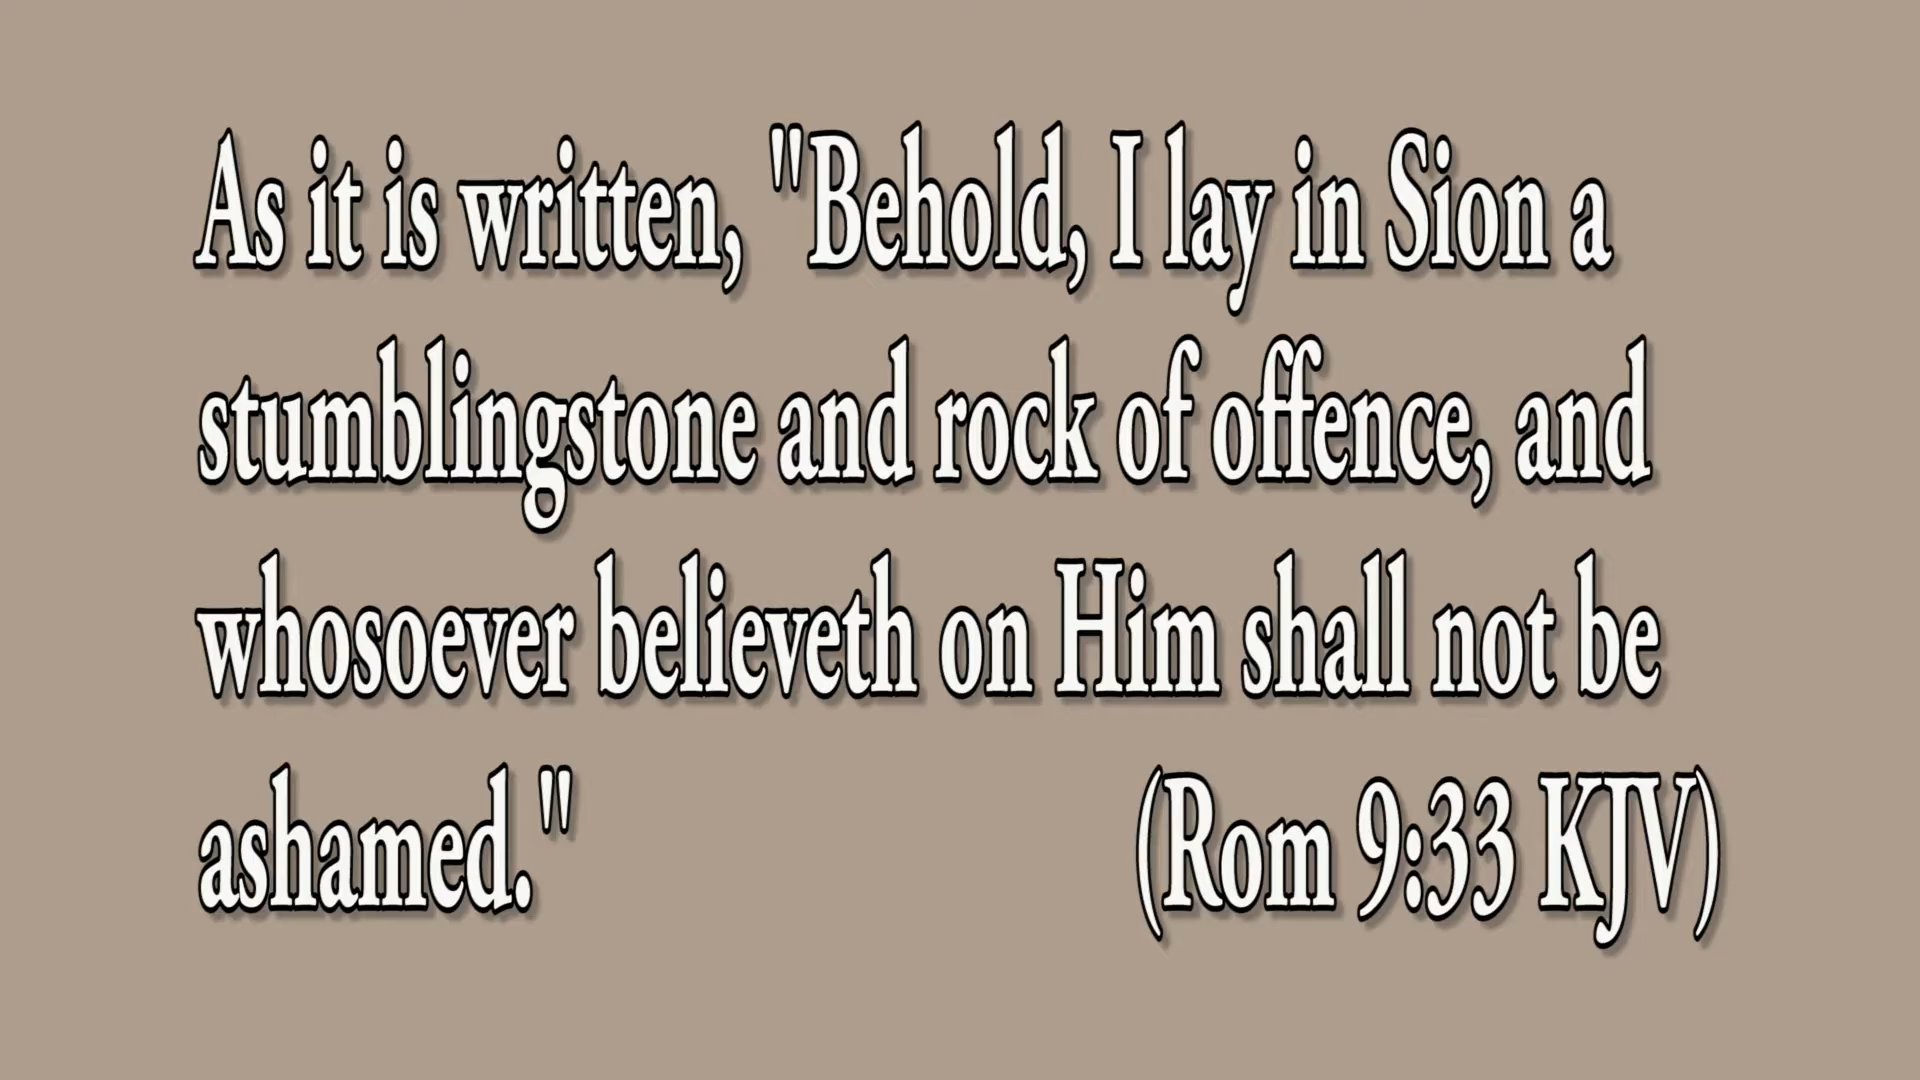 As it is written, "Behold, I lay in Sion a
stumblingstone and rock of offence, and
whosoever believeth on Him shall not be
ashamed." (Rom 9:33 KJV)